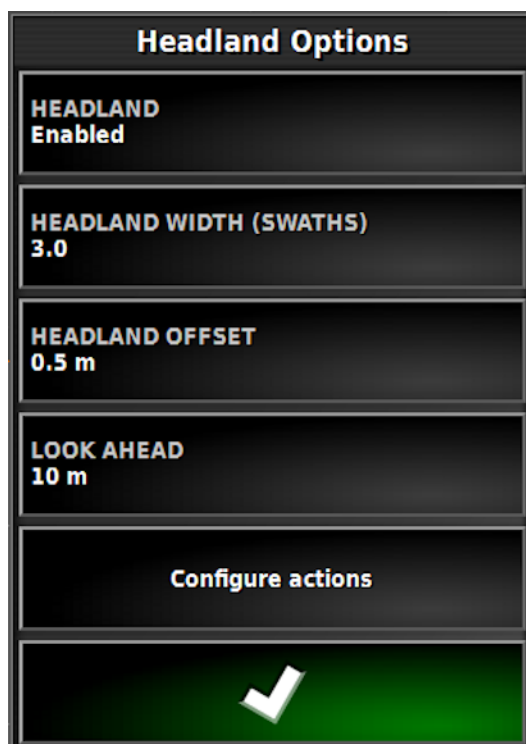 Headland Options
HEADLAND
Enabled
HEADLAND WIDTH (SWATHS)
3.0
HEADLAND OFFSET
0.5 m
LOOK AHEAD
10 m
Configure actions